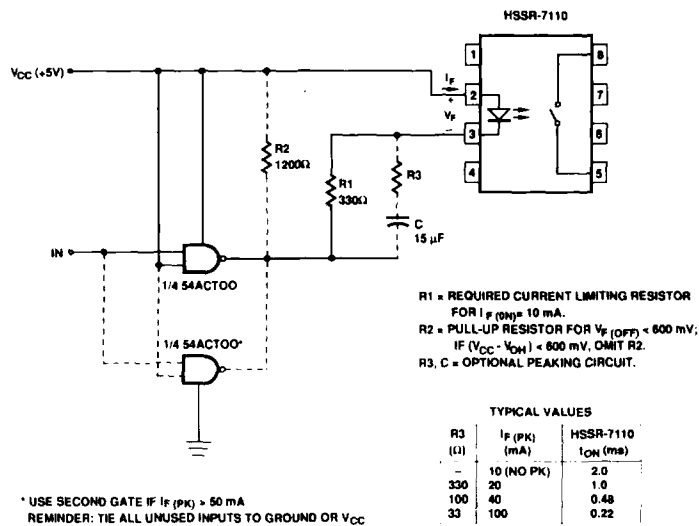 HSSR-7110
VCC (+5V)
IF
+
VF
–
1
2
3
4
8
7
6
5
R2
1200Ω
R1
330Ω
R3
C
15 µF
IN
1/4 54ACTOO
1/4 54ACTOO*
R1 = REQUIRED CURRENT LIMITING RESISTOR
FOR IF (ON) = 10 mA.
R2 = PULL-UP RESISTOR FOR VF (OFF) < 600 mV;
IF (VCC - VOH) < 600 mV, OMIT R2.
R3, C = OPTIONAL PEAKING CIRCUIT.
TYPICAL VALUES
R3 (Ω) IF (PK) (mA) HSSR-7110 tON (ms)
– 10 (NO PK) 2.0
330 20 1.0
100 40 0.48
33 100 0.22
* USE SECOND GATE IF IF (PK) > 50 mA
REMINDER: TIE ALL UNUSED INPUTS TO GROUND OR VCC